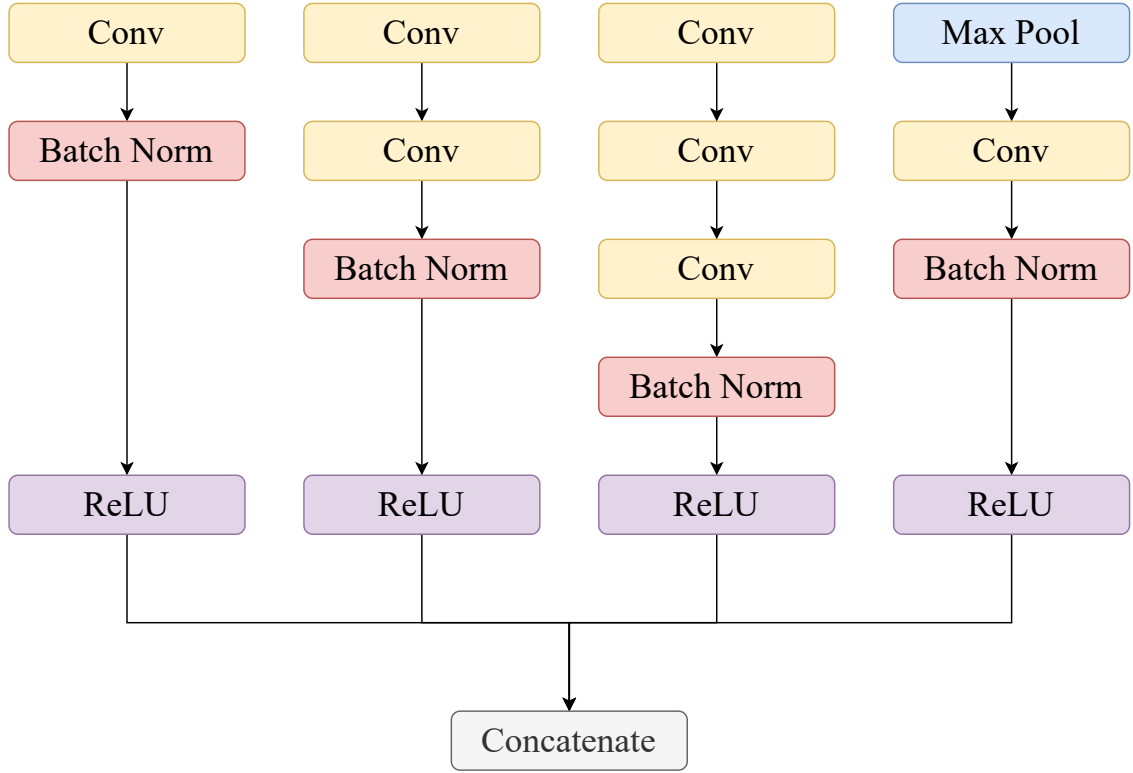 Conv
Conv
Conv
Max Pool
Batch Norm
Conv
Conv
Conv
Batch Norm
Conv
Batch Norm
Batch Norm
ReLU
ReLU
ReLU
ReLU
Concatenate